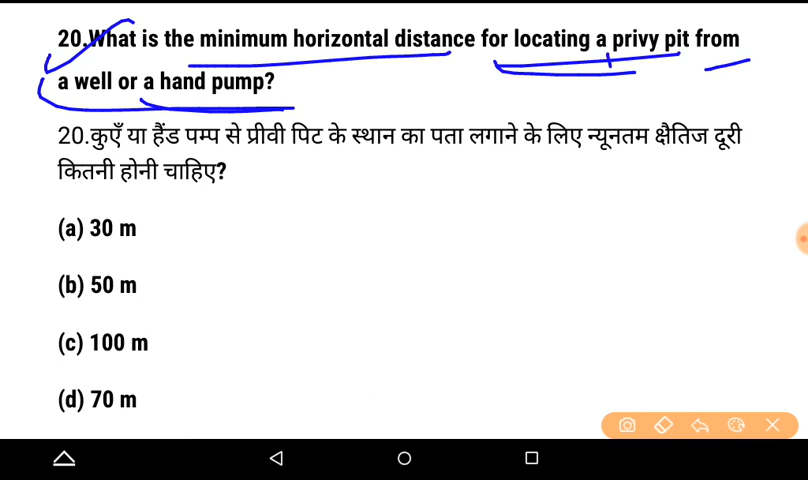 20.What is the minimum horizontal distance for locating a privy pit from
a well or a hand pump?
20.कुएँ या हैंड पम्प से प्रीवी पिट के स्थान का पता लगाने के लिए न्यूनतम क्षैतिज दूरी
कितनी होनी चाहिए?
(a) 30 m
(b) 50 m
(c) 100 m
(d) 70 m